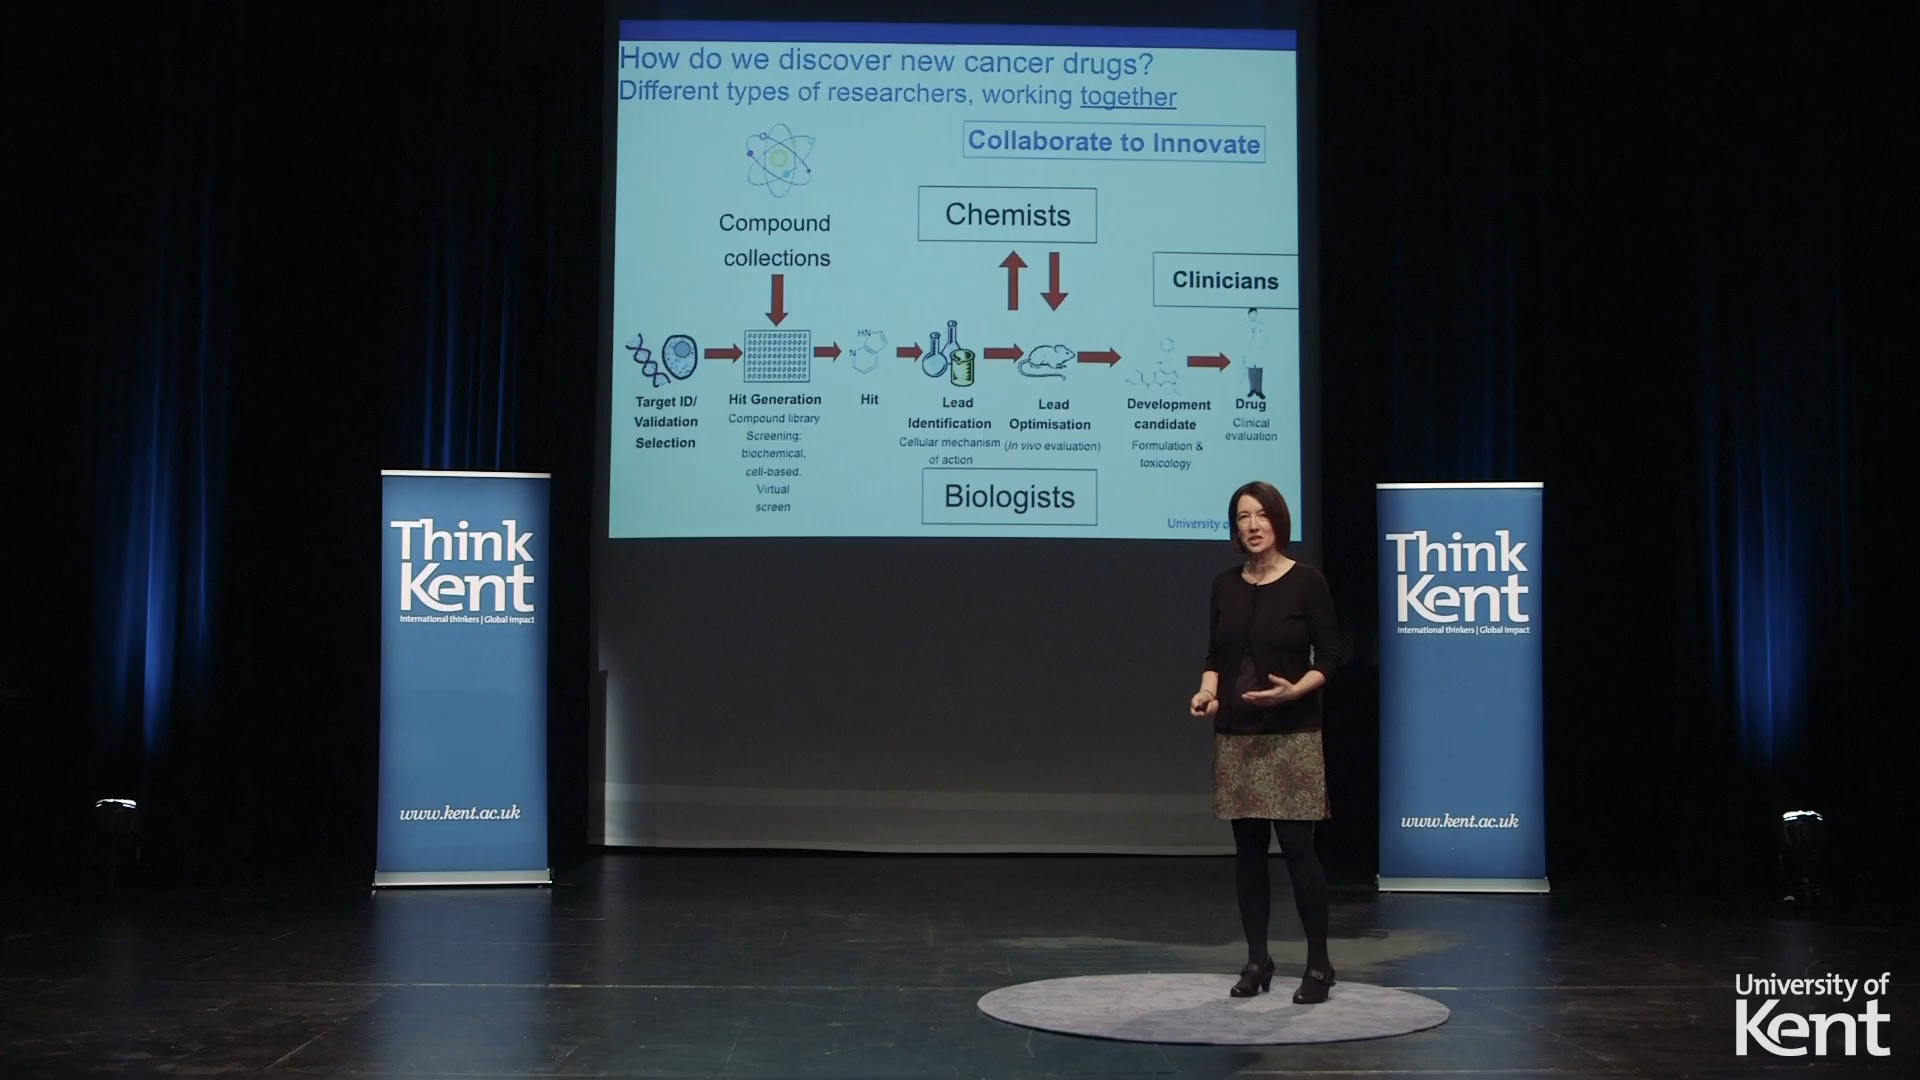 How do we discover new cancer drugs?
Different types of researchers, working together
Collaborate to Innovate
Compound
collections
Chemists
Clinicians
HN
N
Target ID/
Validation
Selection
Hit Generation
Compound library
Screening:
biochemical,
cell-based.
Virtual
screen
Hit
Lead
Identification
Cellular mechanism
of action
Lead
Optimisation
(In vivo evaluation)
Development
candidate
Formulation &
toxicology
Drug
Clinical
evaluation
Biologists
University
Think
Kent
International thinkers | Global impact
www.kent.ac.uk
Think
Kent
International thinkers | Global impact
www.kent.ac.uk
University of
Kent